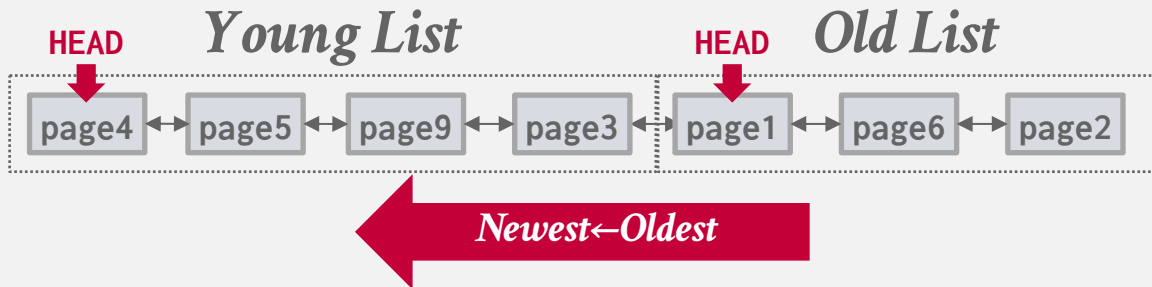 Young List
Old List
HEAD
HEAD
page4
page5
page9
page3
page1
page6
page2
Newest←Oldest